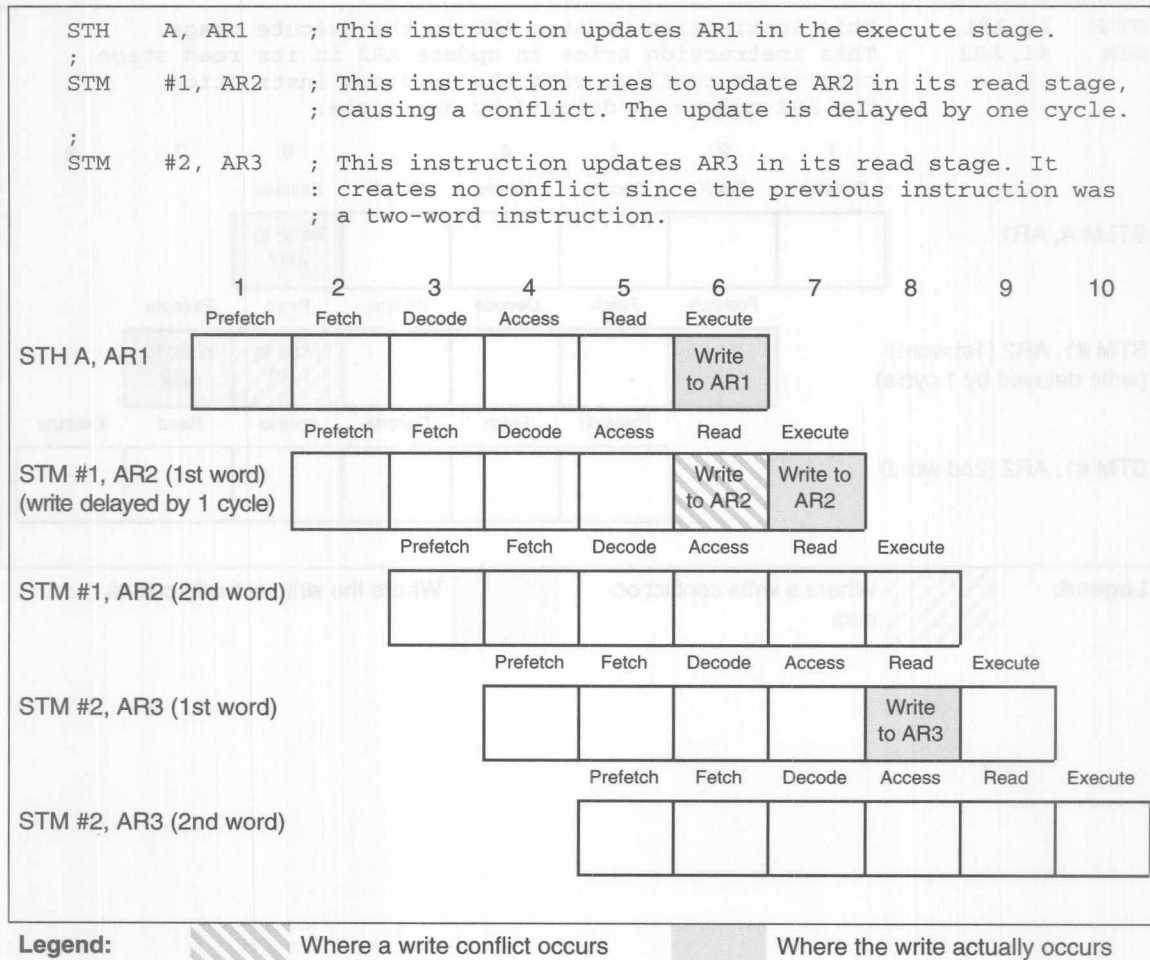 STH A, AR1 ; This instruction updates AR1 in the execute stage.
;
STM #1, AR2 ; This instruction tries to update AR2 in its read stage,
; causing a conflict. The update is delayed by one cycle.
;
STM #2, AR3 ; This instruction updates AR3 in its read stage. It
; creates no conflict since the previous instruction was
; a two-word instruction.
1 2 3 4 5 6 7 8 9 10
Prefetch Fetch Decode Access Read Execute
STH A, AR1
Write
to AR1
Prefetch Fetch Decode Access Read Execute
STM #1, AR2 (1st word)
(write delayed by 1 cycle)
Write
to AR2
Write to
AR2
Prefetch Fetch Decode Access Read Execute
STM #1, AR2 (2nd word)
Prefetch Fetch Decode Access Read Execute
STM #2, AR3 (1st word)
Write
to AR3
Prefetch Fetch Decode Access Read Execute
STM #2, AR3 (2nd word)
Legend: Where a write conflict occurs Where the write actually occurs